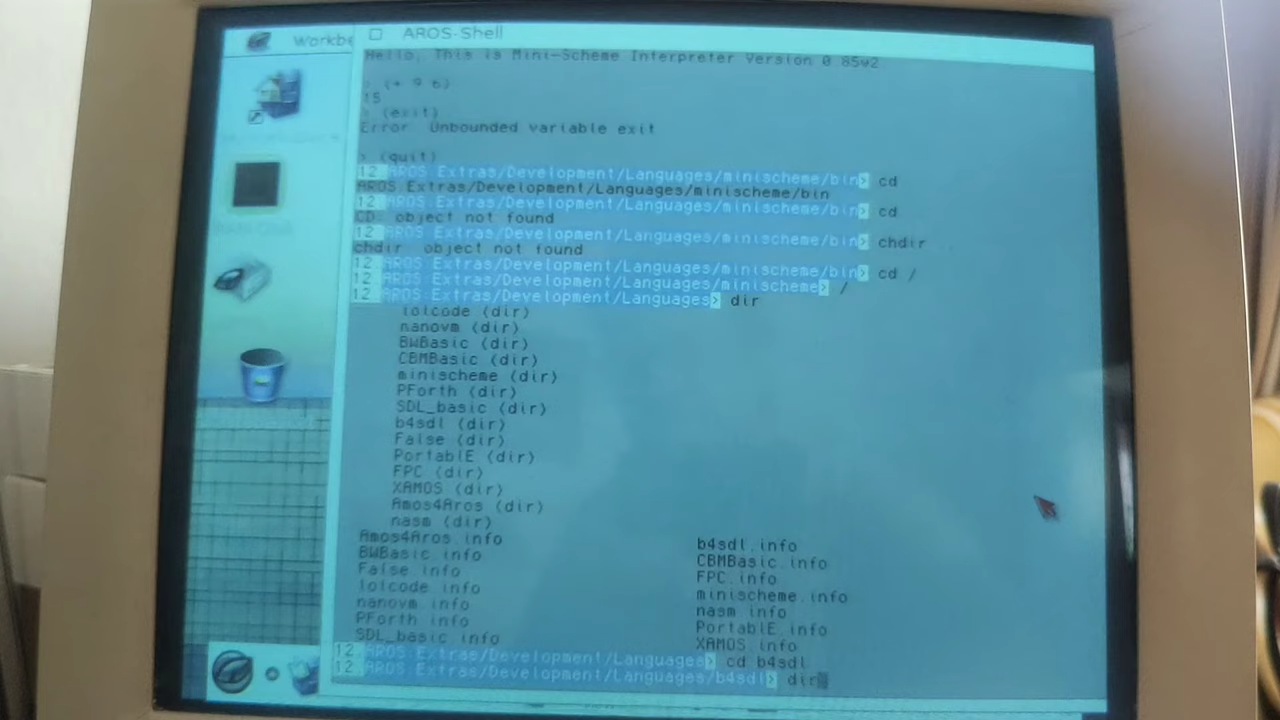 Workbe
AROS-Shell
Hello, This is Mini-Scheme Interpreter Version 0.85w2
> (+ 9 6)
15
> (exit)
Error: Unbounded variable exit
> (quit)
12.AROS Extras/Development/Languages/minischeme/bin> cd
AROS Extras/Development/Languages/minischeme/bin
12.AROS Extras/Development/Languages/minischeme/bin> cd
CD: object not found
12.AROS Extras/Development/Languages/minischeme/bin> chdir
chdir: object not found
12.AROS Extras/Development/Languages/minischeme/bin> cd /
12.AROS Extras/Development/Languages/minischeme> /
12.AROS Extras/Development/Languages> dir
lolcode (dir)
nanovm (dir)
BWBasic (dir)
CBMBasic (dir)
minischeme (dir)
PForth (dir)
SDL_basic (dir)
b4sdl (dir)
False (dir)
PortablE (dir)
FPC (dir)
XAMOS (dir)
Amos4Aros (dir)
nasm (dir)
Amos4Aros.info b4sdl.info
BWBasic.info CBMBasic.info
False.info FPC.info
lolcode.info minischeme.info
nanovm.info nasm.info
PForth.info PortablE.info
SDL_basic.info XAMOS.info
12.AROS Extras/Development/Languages> cd b4sdl
12.AROS Extras/Development/Languages/b4sdl> dir